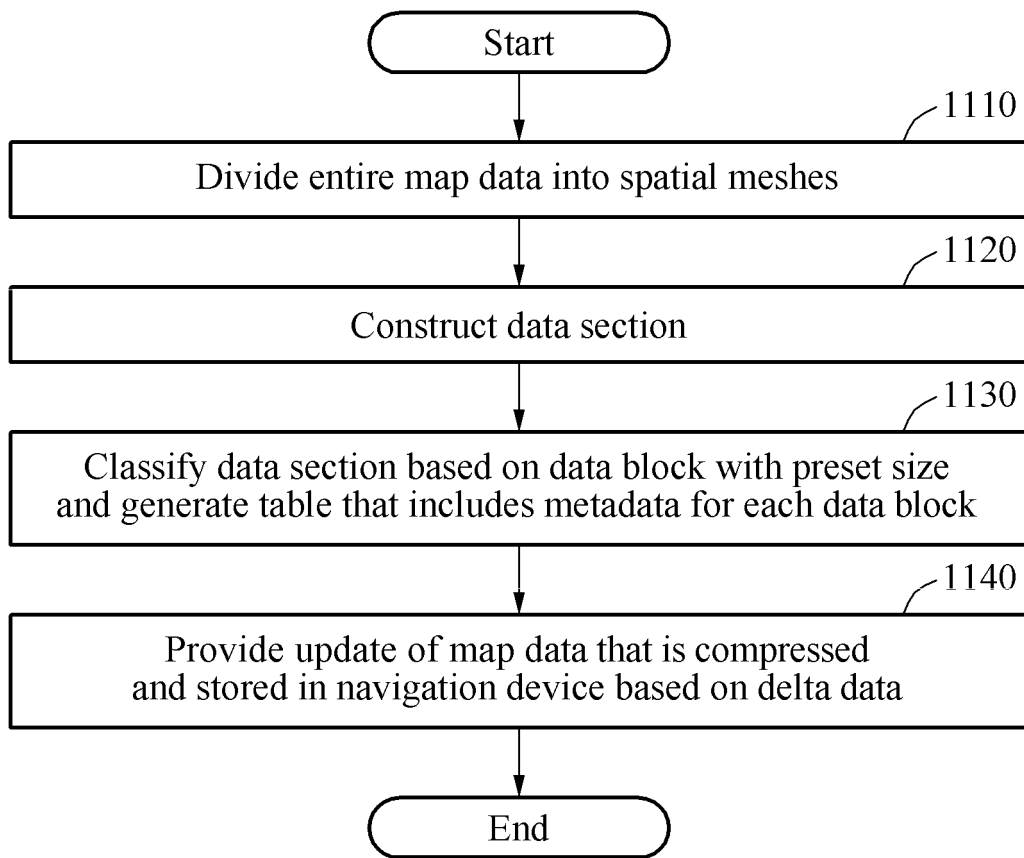 Start
1110
Divide entire map data into spatial meshes
1120
Construct data section
1130
Classify data section based on data block with preset size
and generate table that includes metadata for each data block
1140
Provide update of map data that is compressed
and stored in navigation device based on delta data
End